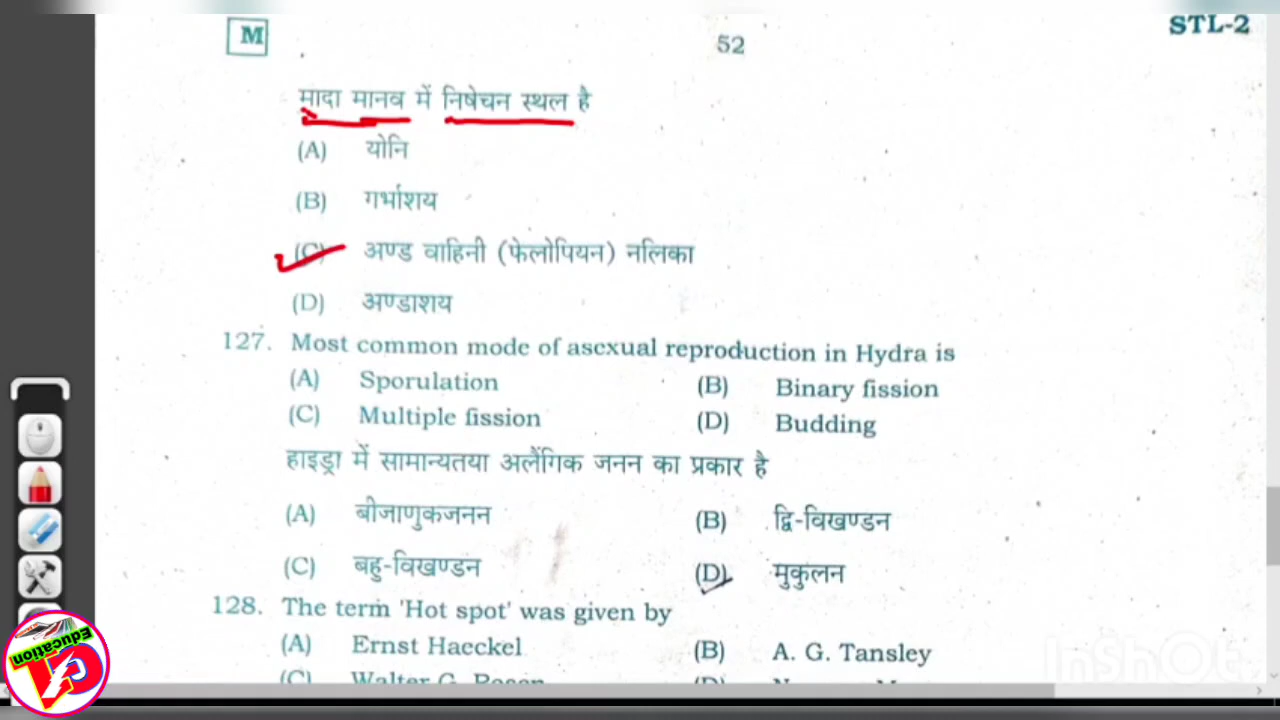 M
52
STL-2
मादा मानव में निषेचन स्थल है
(A) योनि
(B) गर्भाशय
(C) अण्ड वाहिनी (फेलोपियन) नलिका
(D) अण्डाशय
127. Most common mode of asexual reproduction in Hydra is
(A) Sporulation (B) Binary fission
(C) Multiple fission (D) Budding
हाइड्रा में सामान्यतया अलैंगिक जनन का प्रकार है
(A) बीजाणुकजनन (B) द्वि-विखण्डन
(C) बहु-विखण्डन (D) मुकुलन
128. The term 'Hot spot' was given by
(A) Ernst Haeckel (B) A. G. Tansley
(C) Walter G.
Education
InShOt